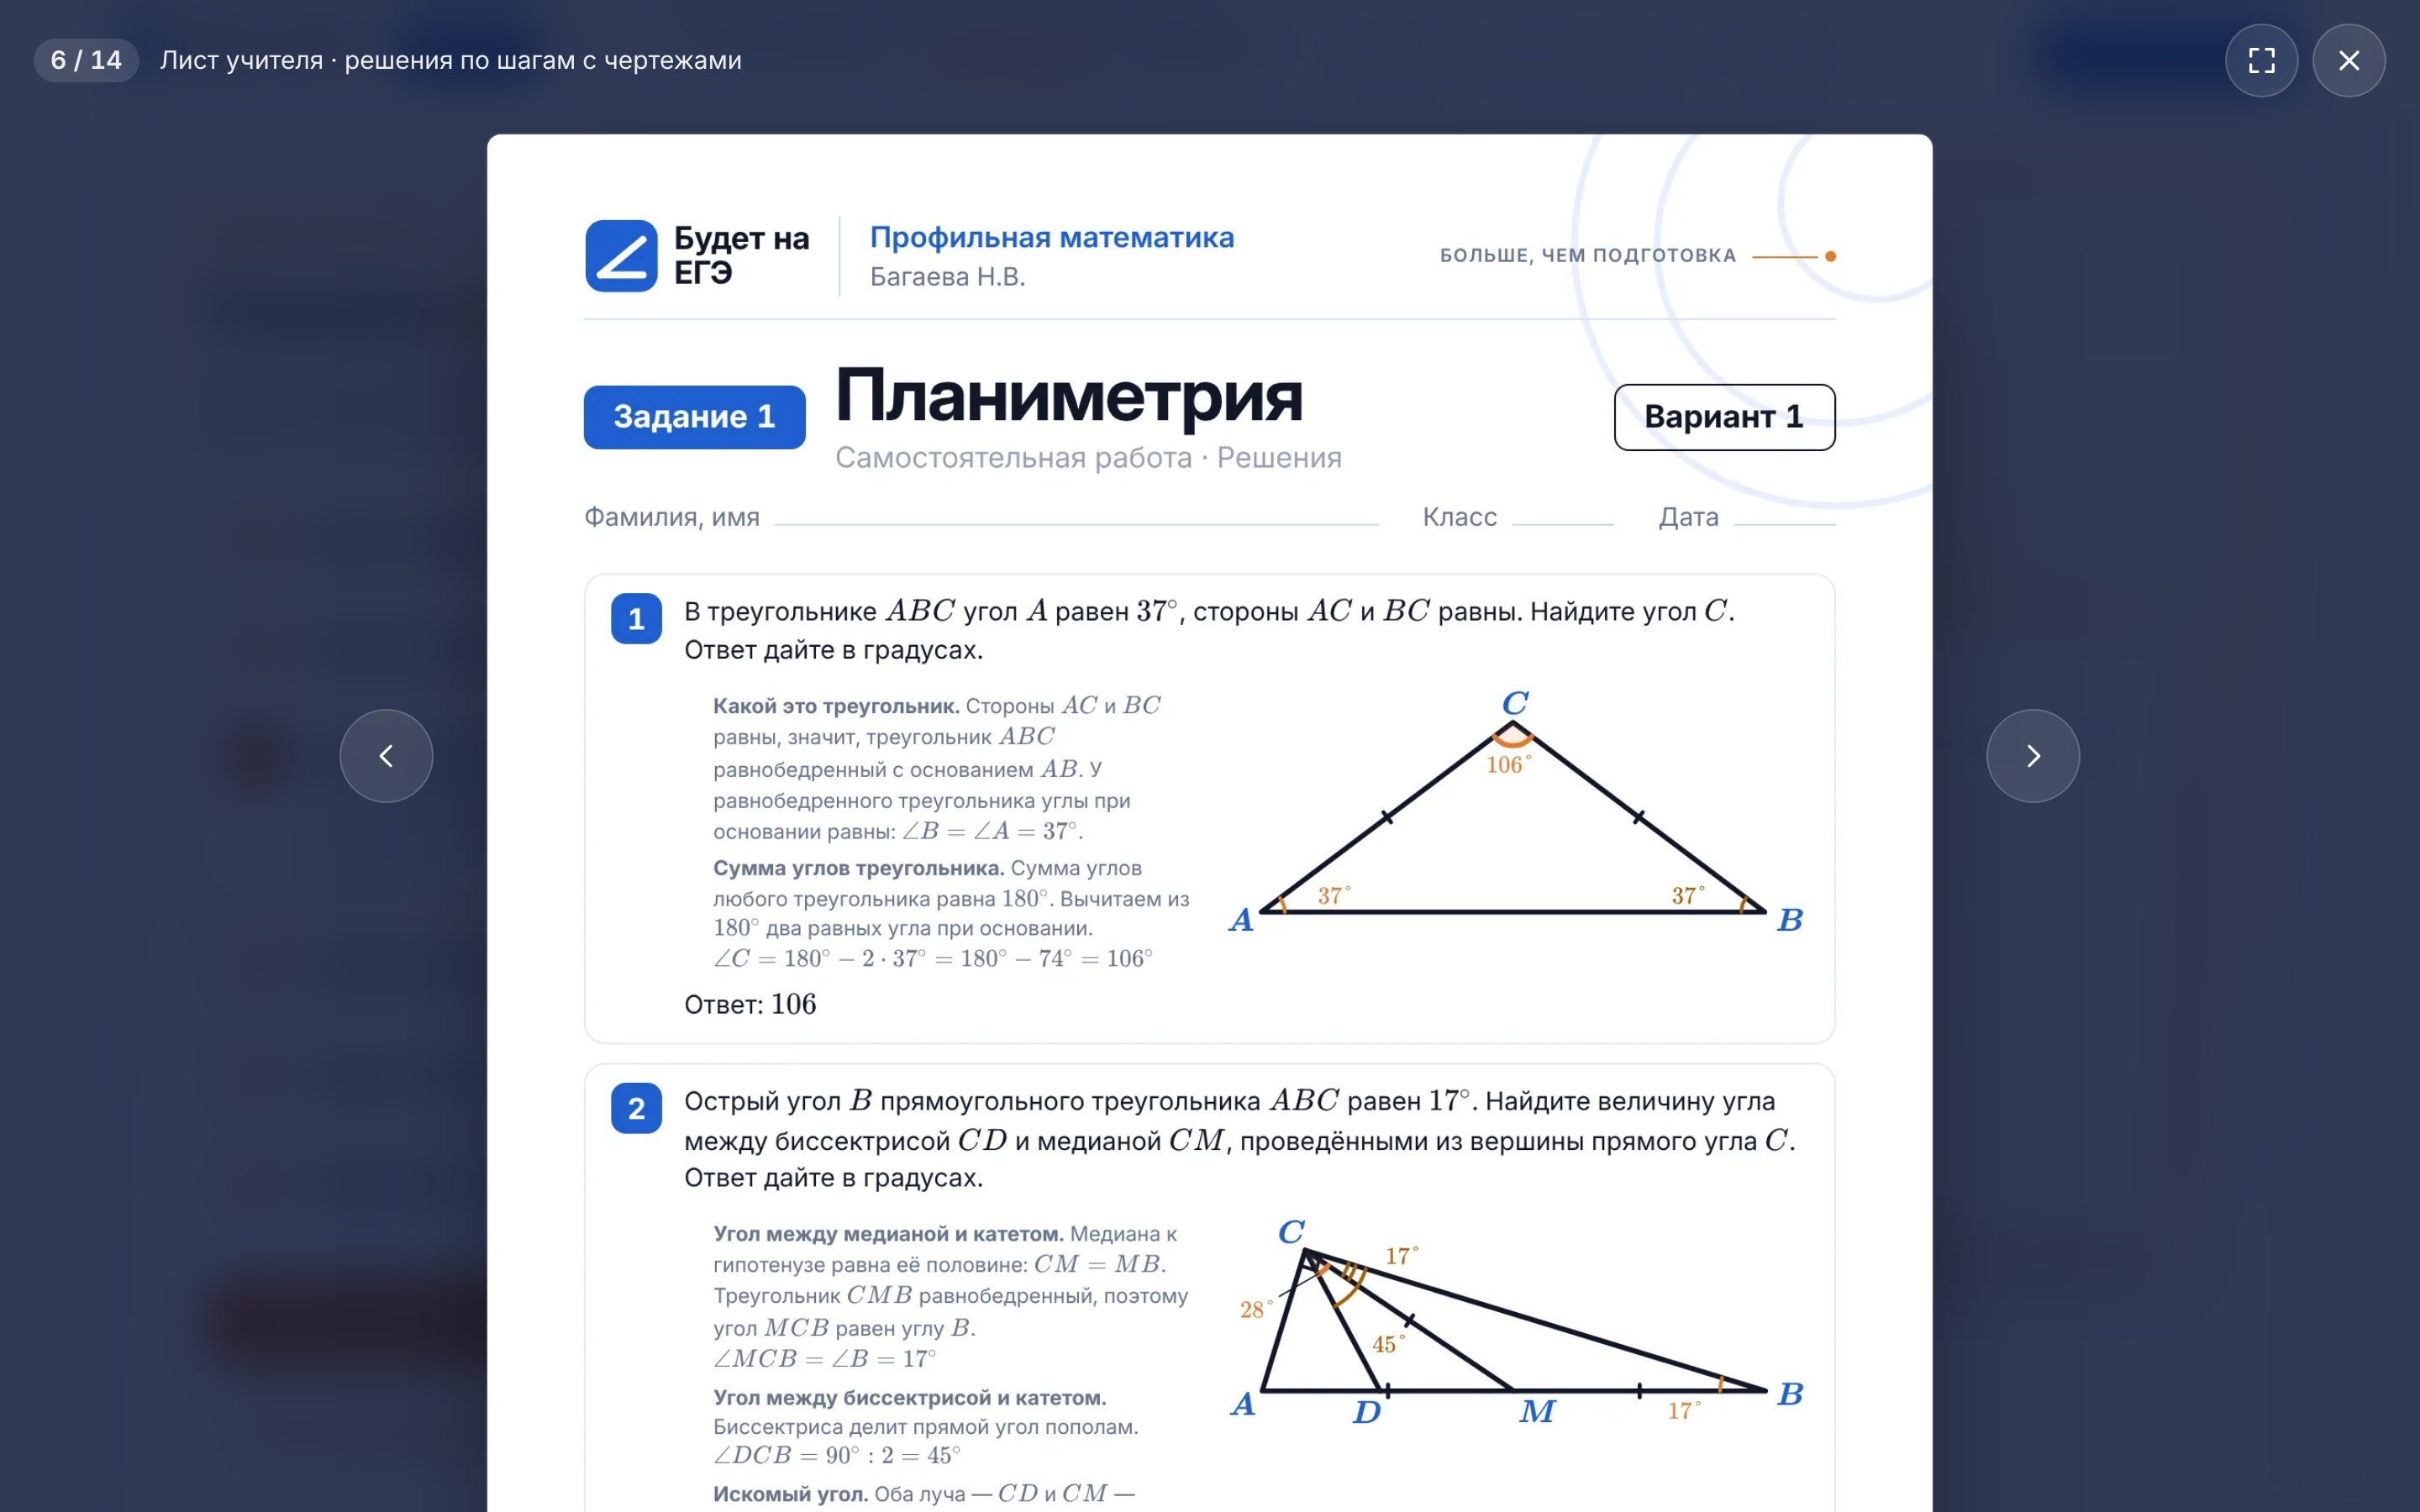 6 / 14
Лист учителя · решения по шагам с чертежами
Будет на
ЕГЭ
Профильная математика
Багаева Н.В.
БОЛЬШЕ, ЧЕМ ПОДГОТОВКА
Задание 1
Планиметрия
Самостоятельная работа · Решения
Вариант 1
Фамилия, имя
Класс
Дата
1
В треугольнике ABC угол A равен 37°, стороны AC и BC равны. Найдите угол C.
Ответ дайте в градусах.
Какой это треугольник. Стороны AC и BC
равны, значит, треугольник ABC
равнобедренный с основанием AB. У
равнобедренного треугольника углы при
основании равны: ∠B = ∠A = 37°.
Сумма углов треугольника. Сумма углов
любого треугольника равна 180°. Вычитаем из
180° два равных угла при основании.
∠C = 180° − 2 · 37° = 180° − 74° = 106°
C
106°
37°
37°
A
B
Ответ: 106
2
Острый угол B прямоугольного треугольника ABC равен 17°. Найдите величину угла
между биссектрисой CD и медианой CM, проведёнными из вершины прямого угла C.
Ответ дайте в градусах.
Угол между медианой и катетом. Медиана к
гипотенузе равна её половине: CM = MB.
Треугольник CMB равнобедренный, поэтому
угол MCB равен углу B.
∠MCB = ∠B = 17°
Угол между биссектрисой и катетом.
Биссектриса делит прямой угол пополам.
∠DCB = 90° : 2 = 45°
Искомый угол. Оба луча — CD и CM —
C
17°
28°
45°
A
D
M
17°
B